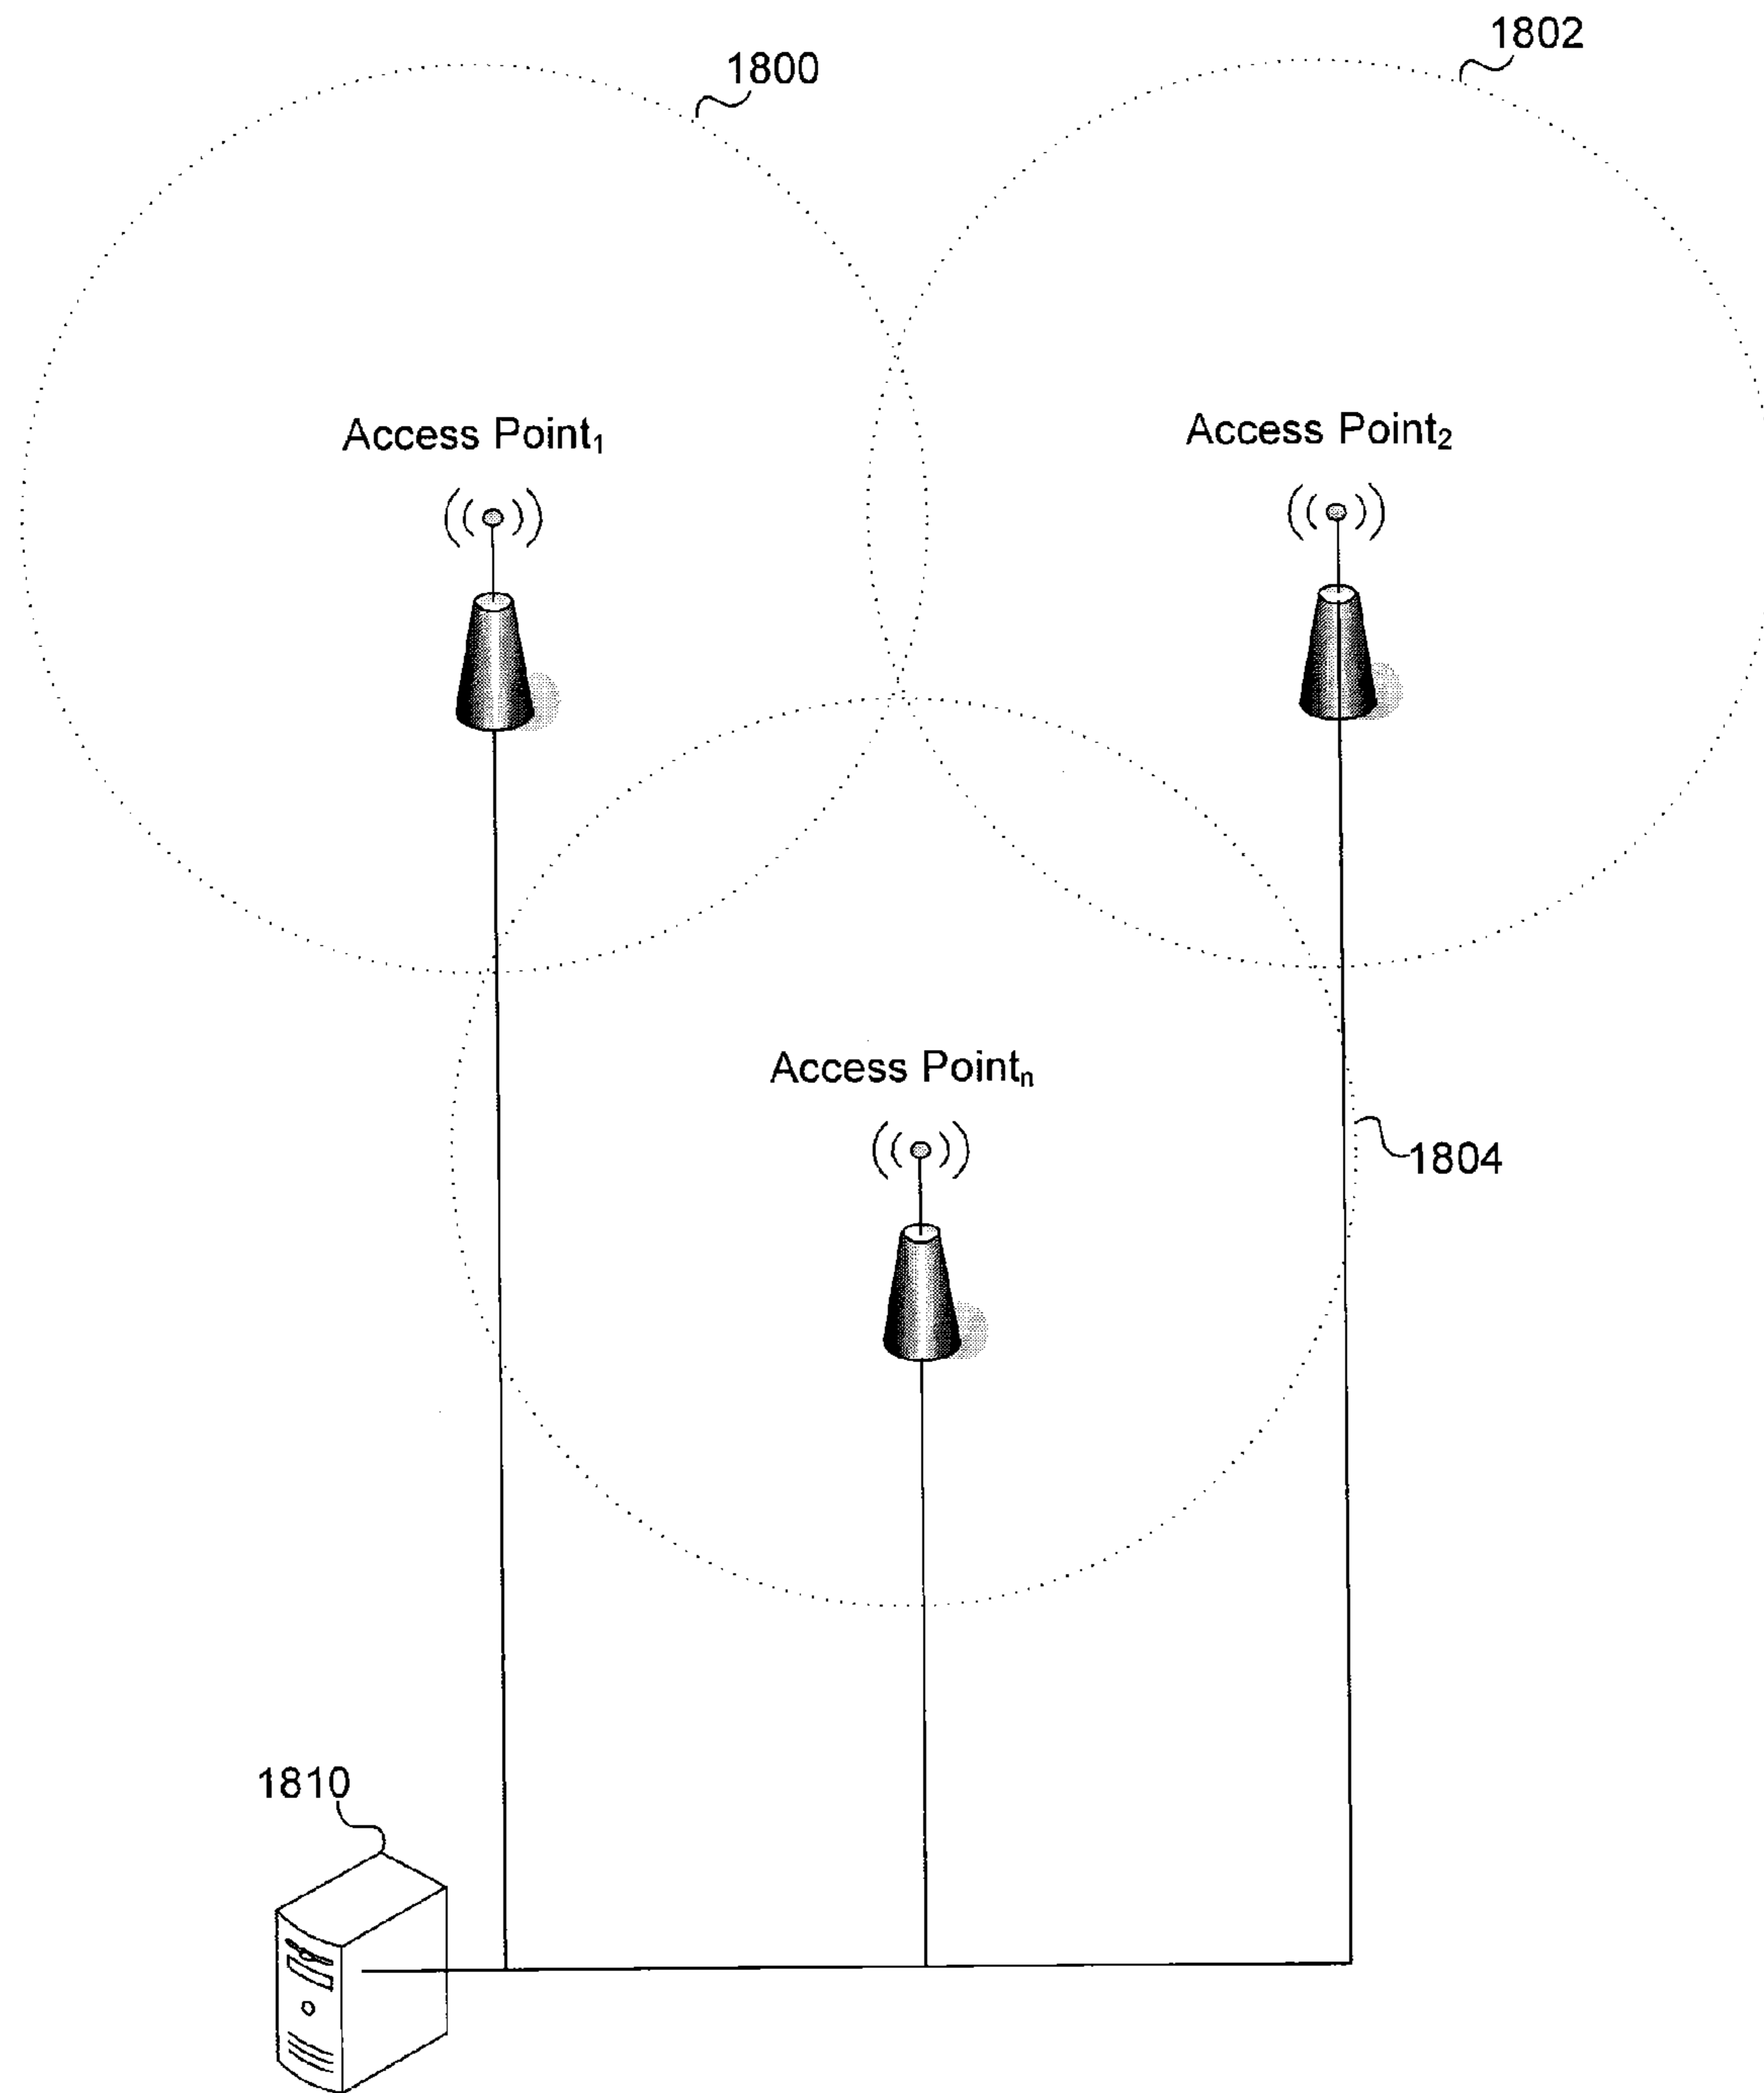 1802
1800
Access Point₂
Access Point₁
Access Pointₙ
1804
1810